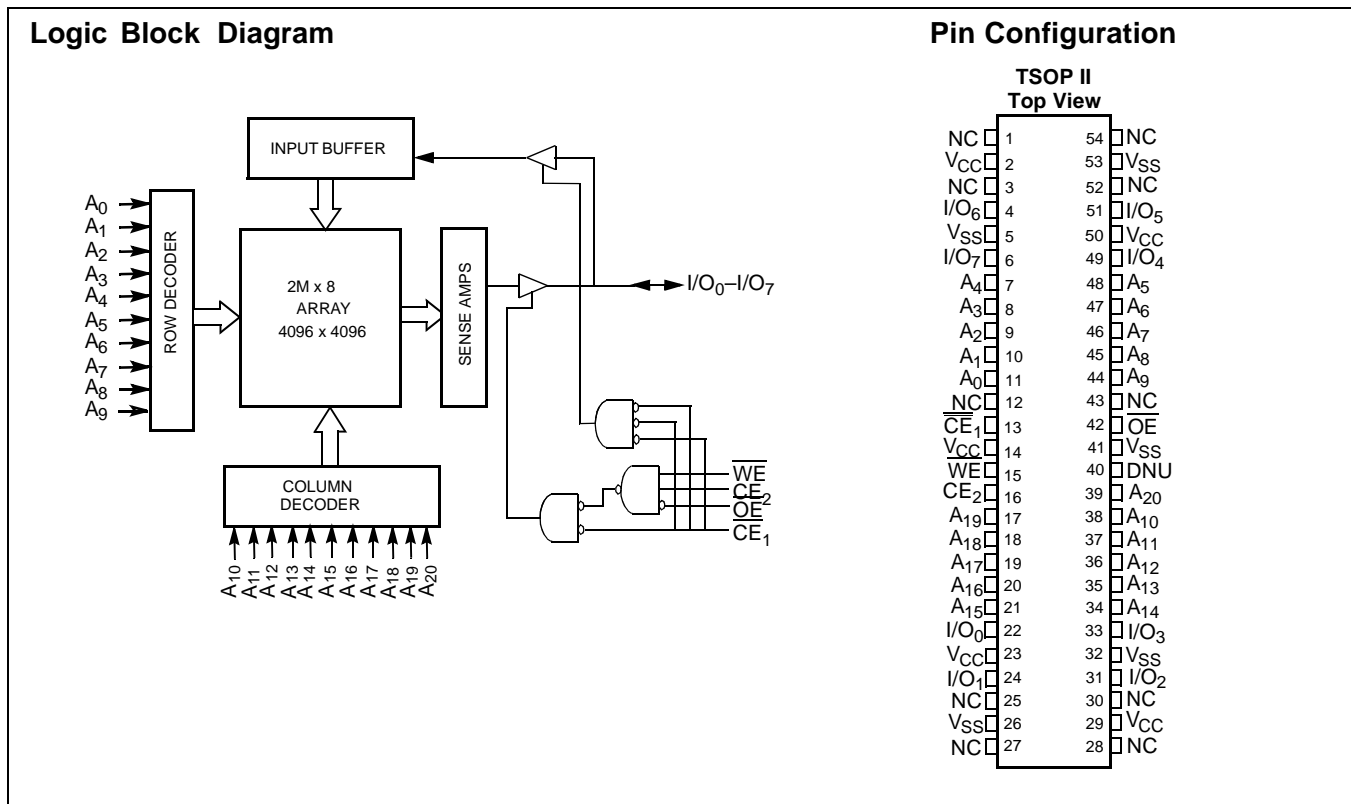 Logic Block Diagram
INPUT BUFFER
A0
A1
A2
A3
A4
A5
A6
A7
A8
A9
ROW DECODER
2M x 8
ARRAY
4096 x 4096
SENSE AMPS
I/O0–I/O7
COLUMN
DECODER
A10
A11
A12
A13
A14
A15
A16
A17
A18
A19
A20
WE
CE2
OE
CE1
Pin Configuration
TSOP II
Top View
NC 1 54 NC
VCC 2 53 VSS
NC 3 52 NC
I/O6 4 51 I/O5
VSS 5 50 VCC
I/O7 6 49 I/O4
A4 7 48 A5
A3 8 47 A6
A2 9 46 A7
A1 10 45 A8
A0 11 44 A9
NC 12 43 NC
CE1 13 42 OE
VCC 14 41 VSS
WE 15 40 DNU
CE2 16 39 A20
A19 17 38 A10
A18 18 37 A11
A17 19 36 A12
A16 20 35 A13
A15 21 34 A14
I/O0 22 33 I/O3
VCC 23 32 VSS
I/O1 24 31 I/O2
NC 25 30 NC
VSS 26 29 VCC
NC 27 28 NC